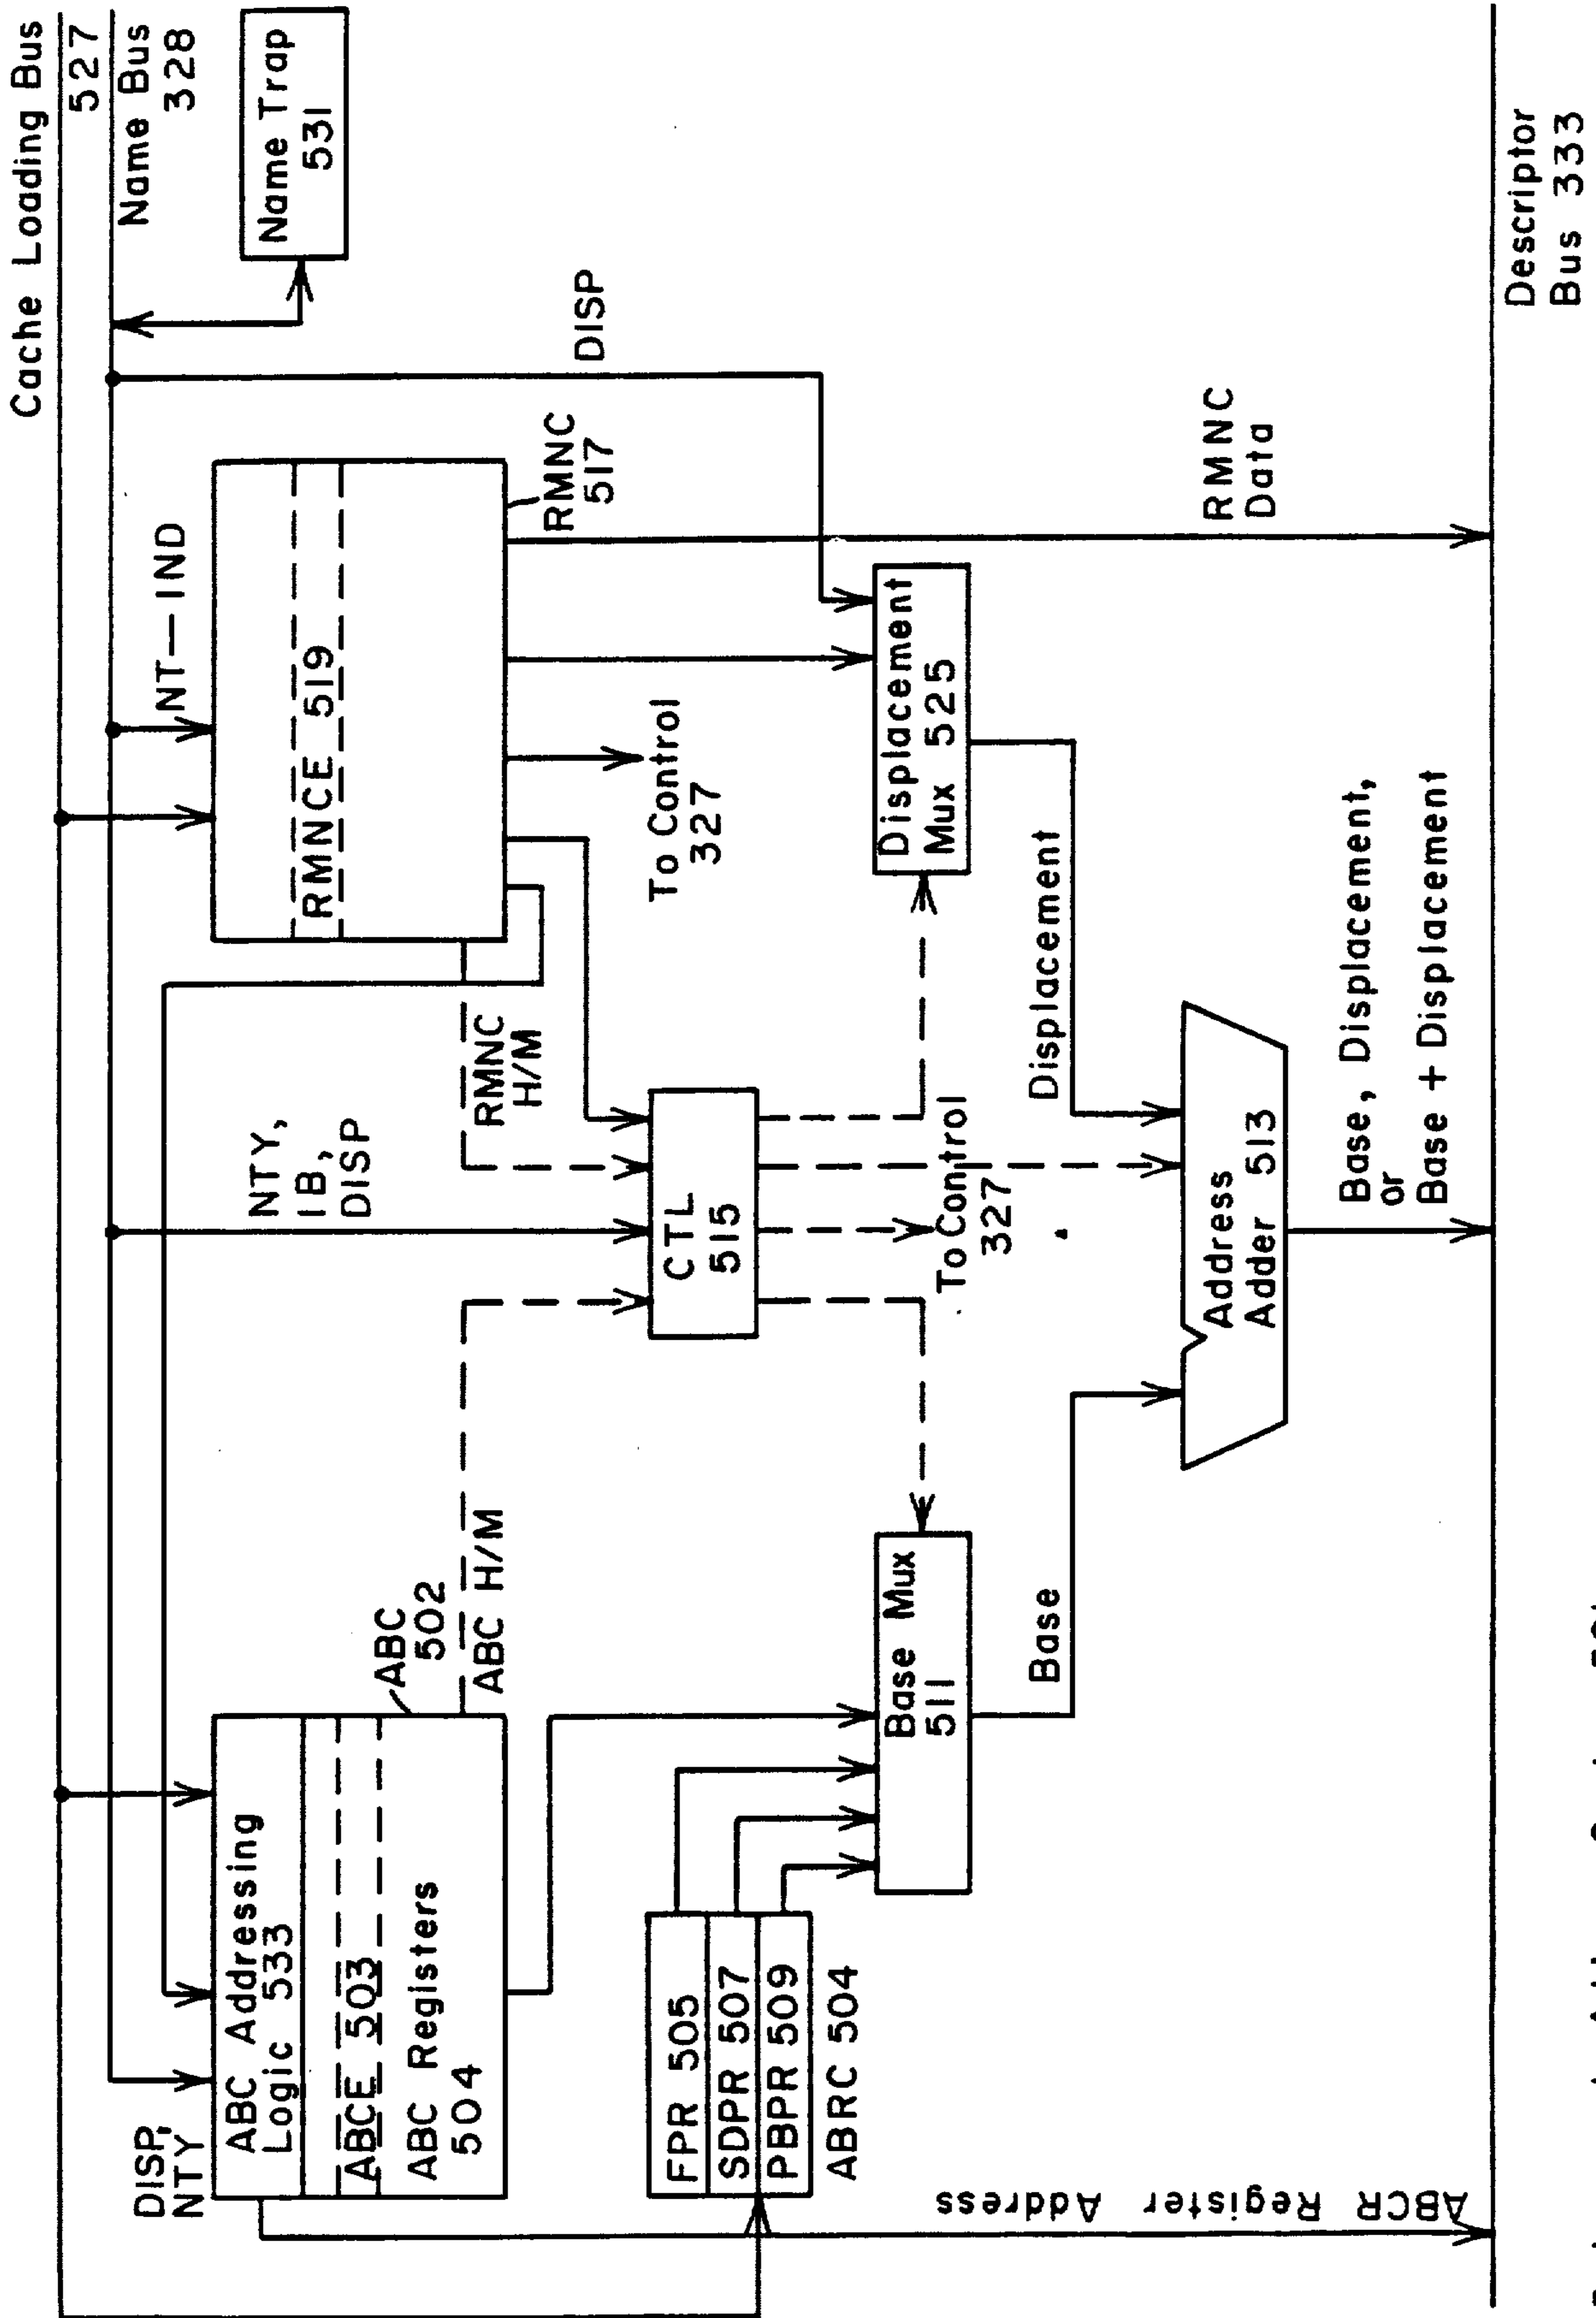 Cache Loading Bus
527
Name Bus
328
Name Trap
531
NT—IND
DISP
RMNCE 519
RMNC
517
RMNC
H/M
NTY,
IB,
DISP
To Control
327
DISP,
NTY
ABC Addressing
Logic 533
ABCE 503
ABC Registers
504
ABC
502
ABC H/M
CTL
515
To Control
327
FPR 505
SDPR 507
PBPR 509
ABRC 504
Base Mux
511
Displacement
Mux 525
Base
Displacement
Address
Adder 513
RMNC
Data
Base, Displacement,
or
Base + Displacement
ABCR Register Address
Descriptor
Bus 333